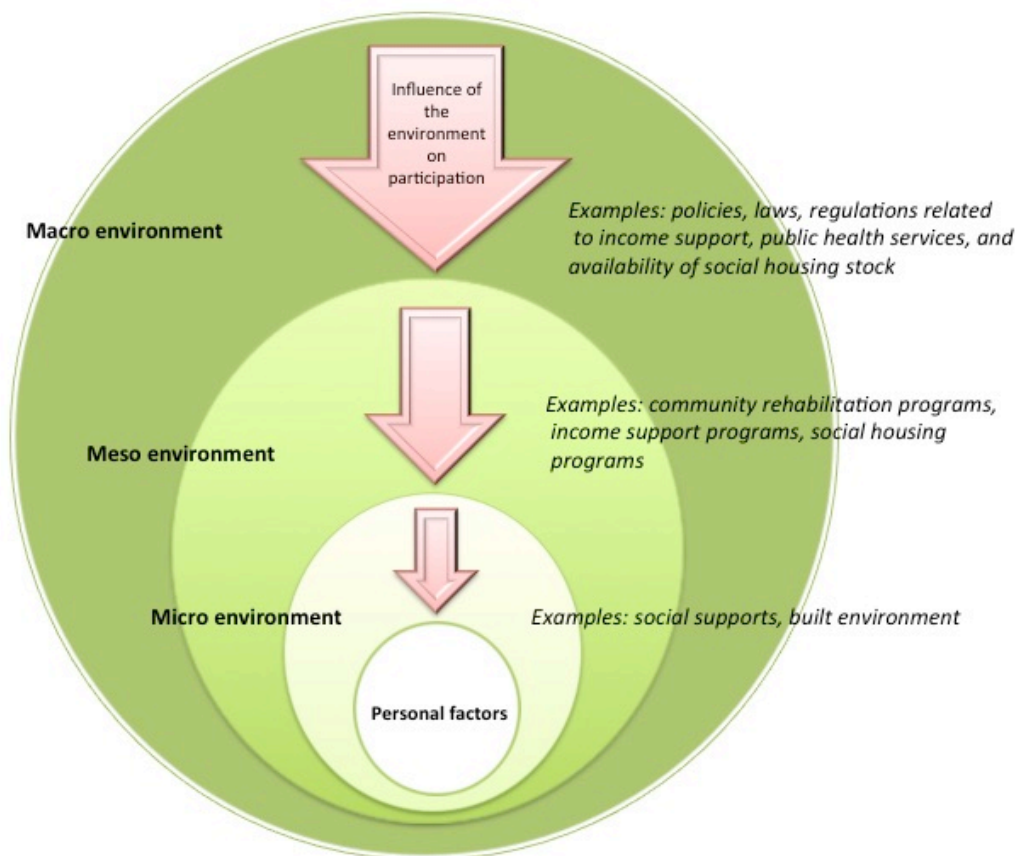 Influence of
the
environment
on
participation
Macro environment
Examples: policies, laws, regulations related
to income support, public health services, and
availability of social housing stock
Meso environment
Examples: community rehabilitation programs,
income support programs, social housing
programs
Micro environment
Examples: social supports, built environment
Personal factors